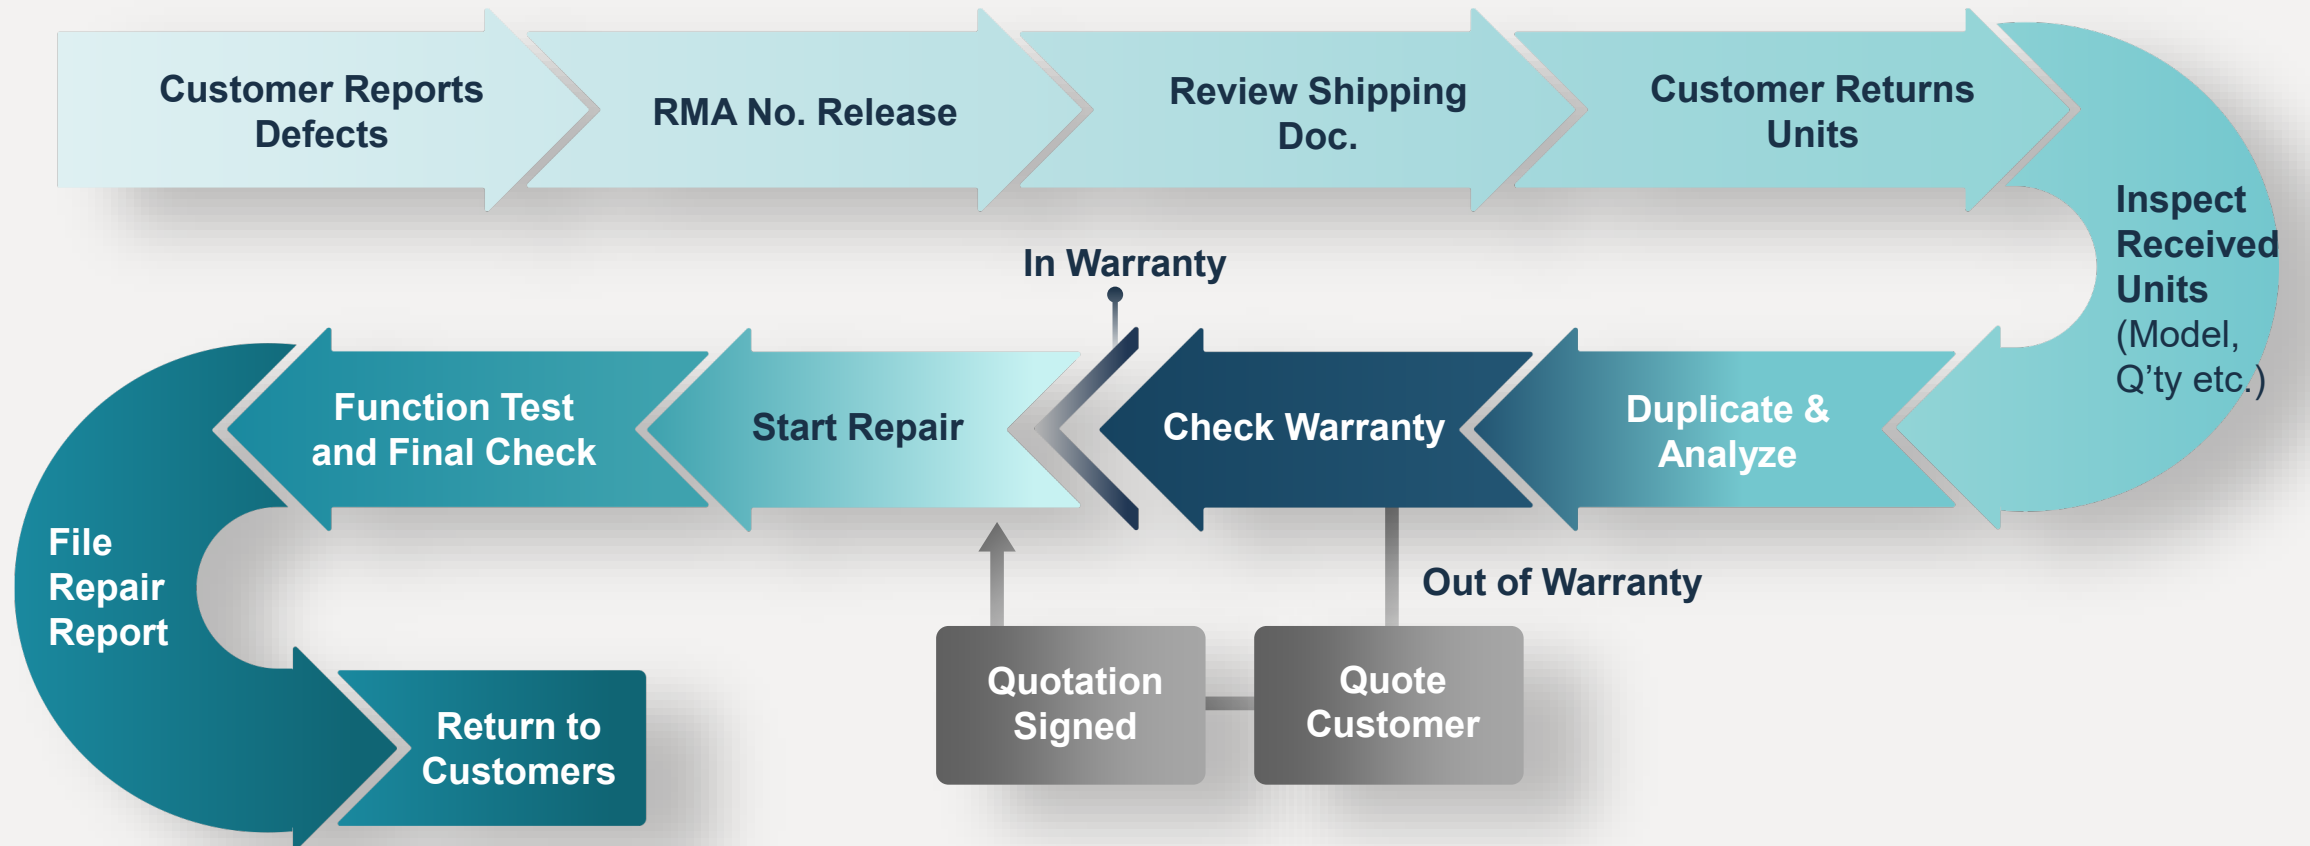 Customer Reports
Defects
RMA No. Release
Review Shipping
Doc.
Customer Returns
Units
Inspect
Received
Units
(Model,
Q’ty etc.)
Duplicate &
Analyze
Check Warranty
In Warranty
Out of Warranty
Quote
Customer
Quotation
Signed
Start Repair
Function Test
and Final Check
File
Repair
Report
Return to
Customers